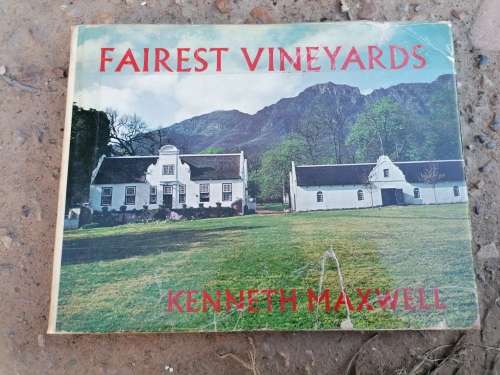 FAIREST VINEYARDS
KENNETH MAXWELL